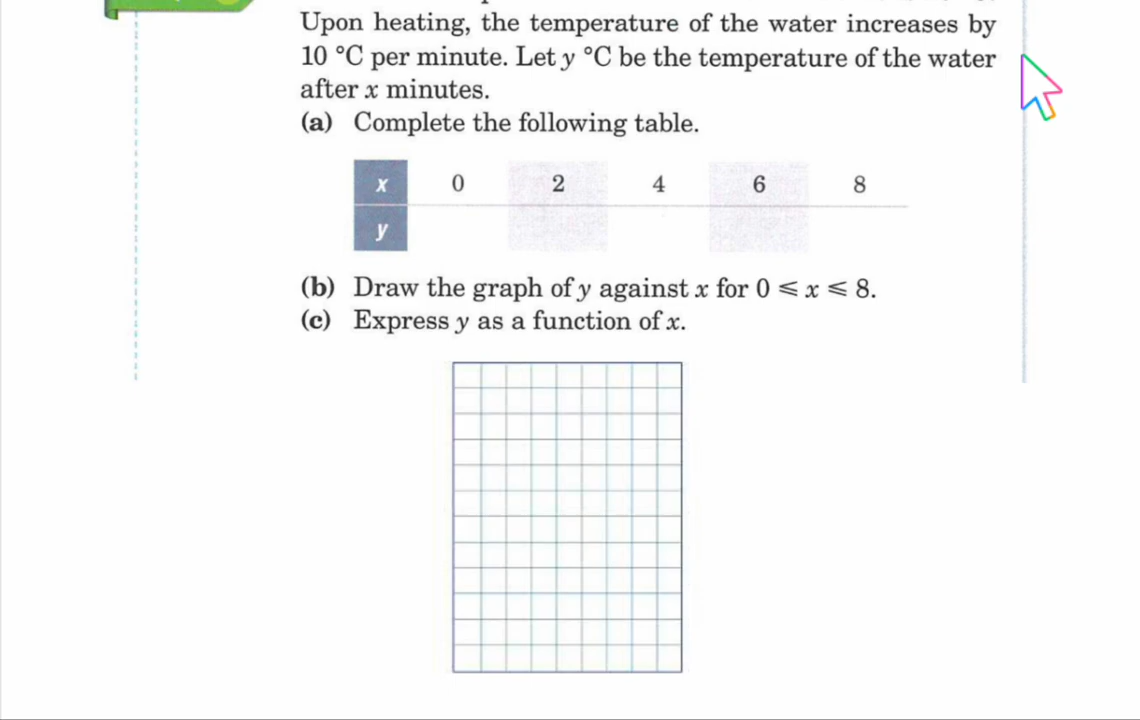 Upon heating, the temperature of the water increases by
10 °C per minute. Let y °C be the temperature of the water
after x minutes.
(a) Complete the following table.
x 0 2 4 6 8
y
(b) Draw the graph of y against x for 0 ⩽ x ⩽ 8.
(c) Express y as a function of x.